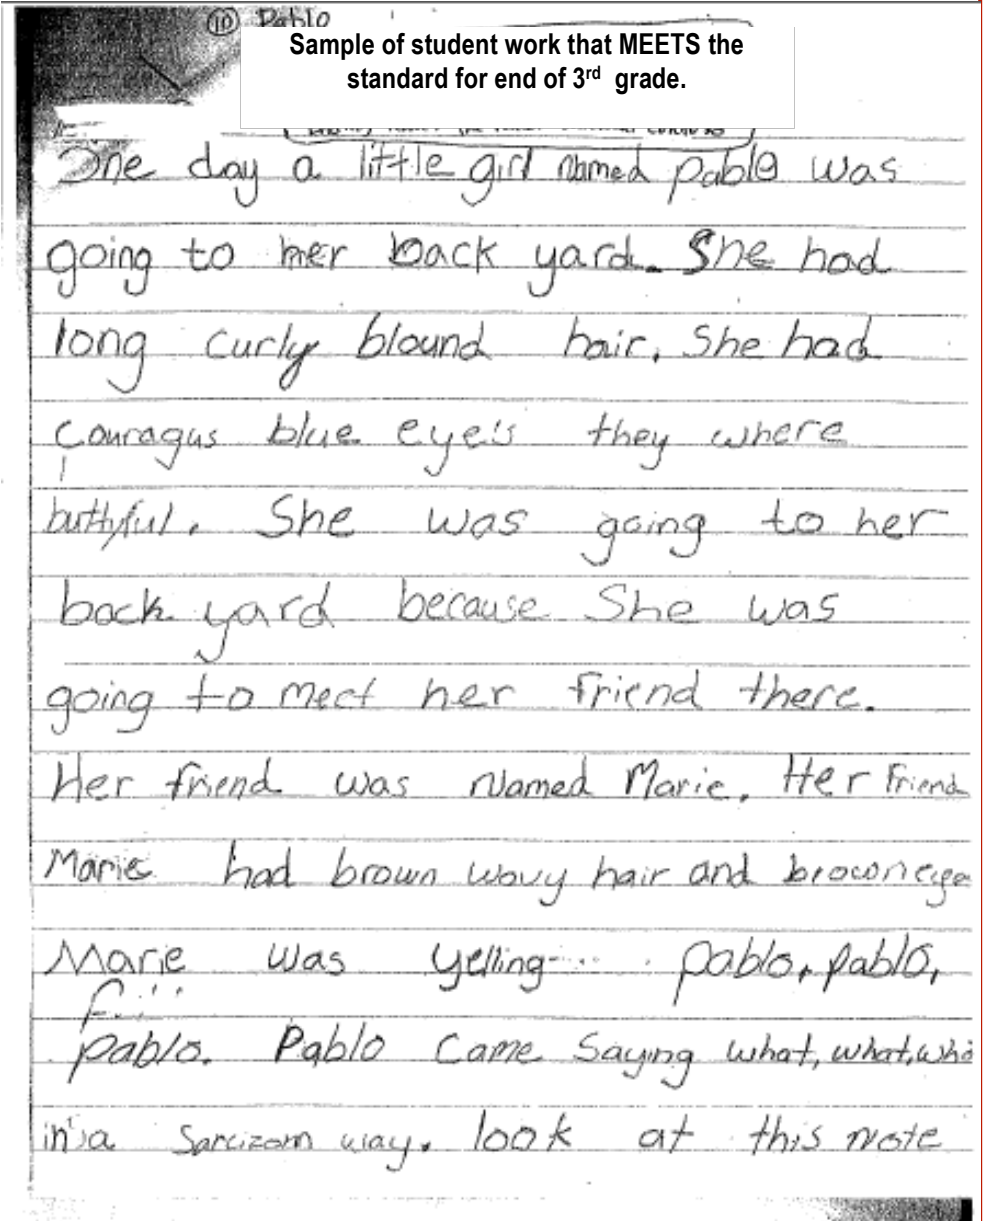 10 Pablo
Sample of student work that MEETS the
standard for end of 3rd grade.
One day a little girl named pablo was
going to her back yard. She had
long curly blound hair. She had
Couragus blue eye's they where
buttyful. She was going to her
back yard because She was
going to meet her friend there.
Her friend was Named Marie. Her Friend
Marie had brown wavy hair and
Marie was yelling pablo, pablo,
pablo. Pablo Came Saying what, what,
in a Sarcizom way. look at this note